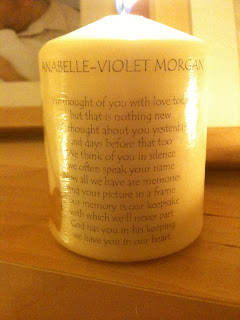 ANABELLE-VIOLET MORGAN
thought of you with love
but that is nothing new
thought about you
and days before that too
We think of you in silence
we often speak your name
all we have are memories
and your picture in a frame
our memory is our keepsake
with which we'll never part
God has you in his keeping
we have you in our heart